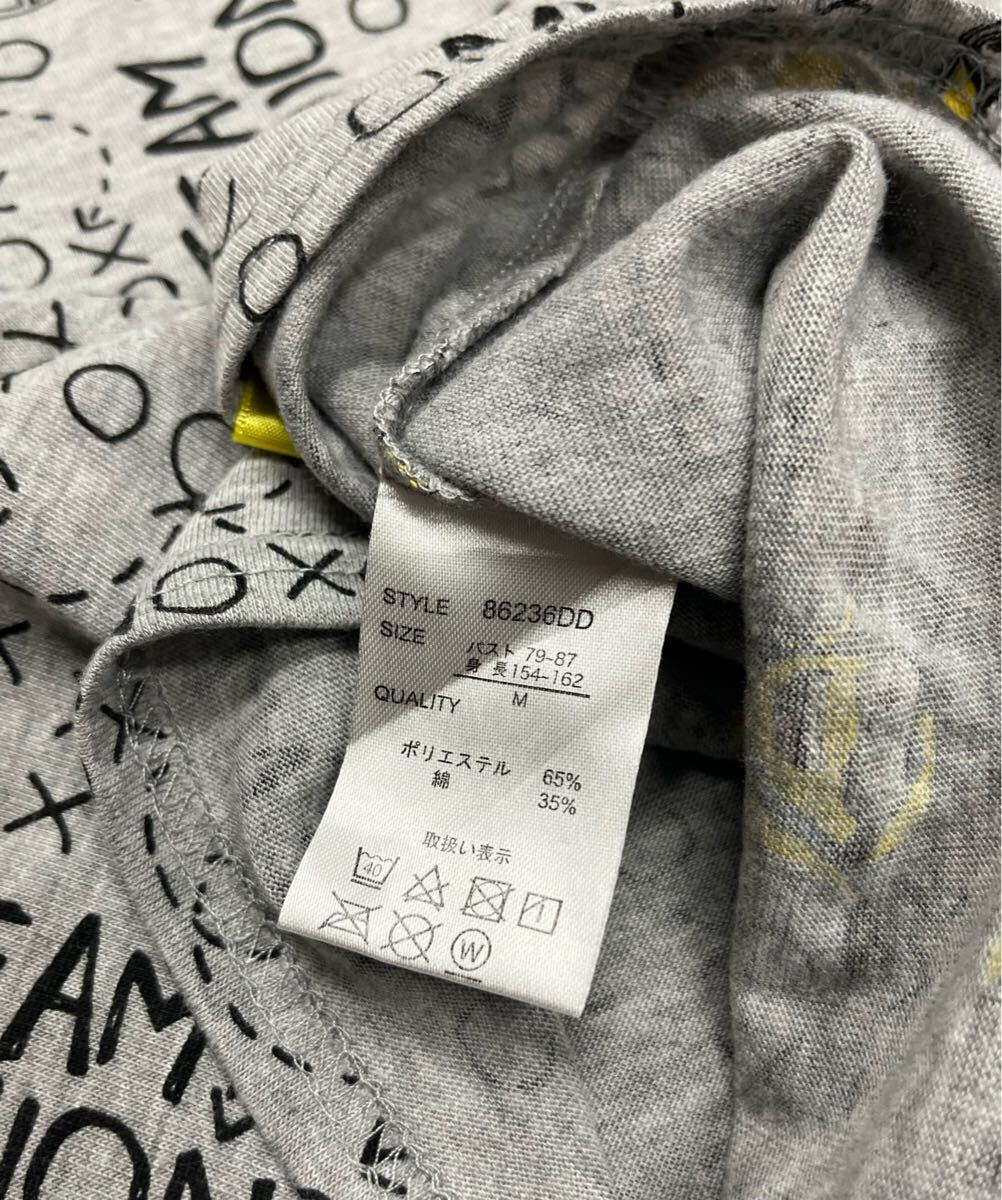 AM
STYLE 86236DD
SIZE バスト 79-87
身 長154-162
M
QUALITY
ポリエステル 65%
綿 35%
取扱い表示
40
W